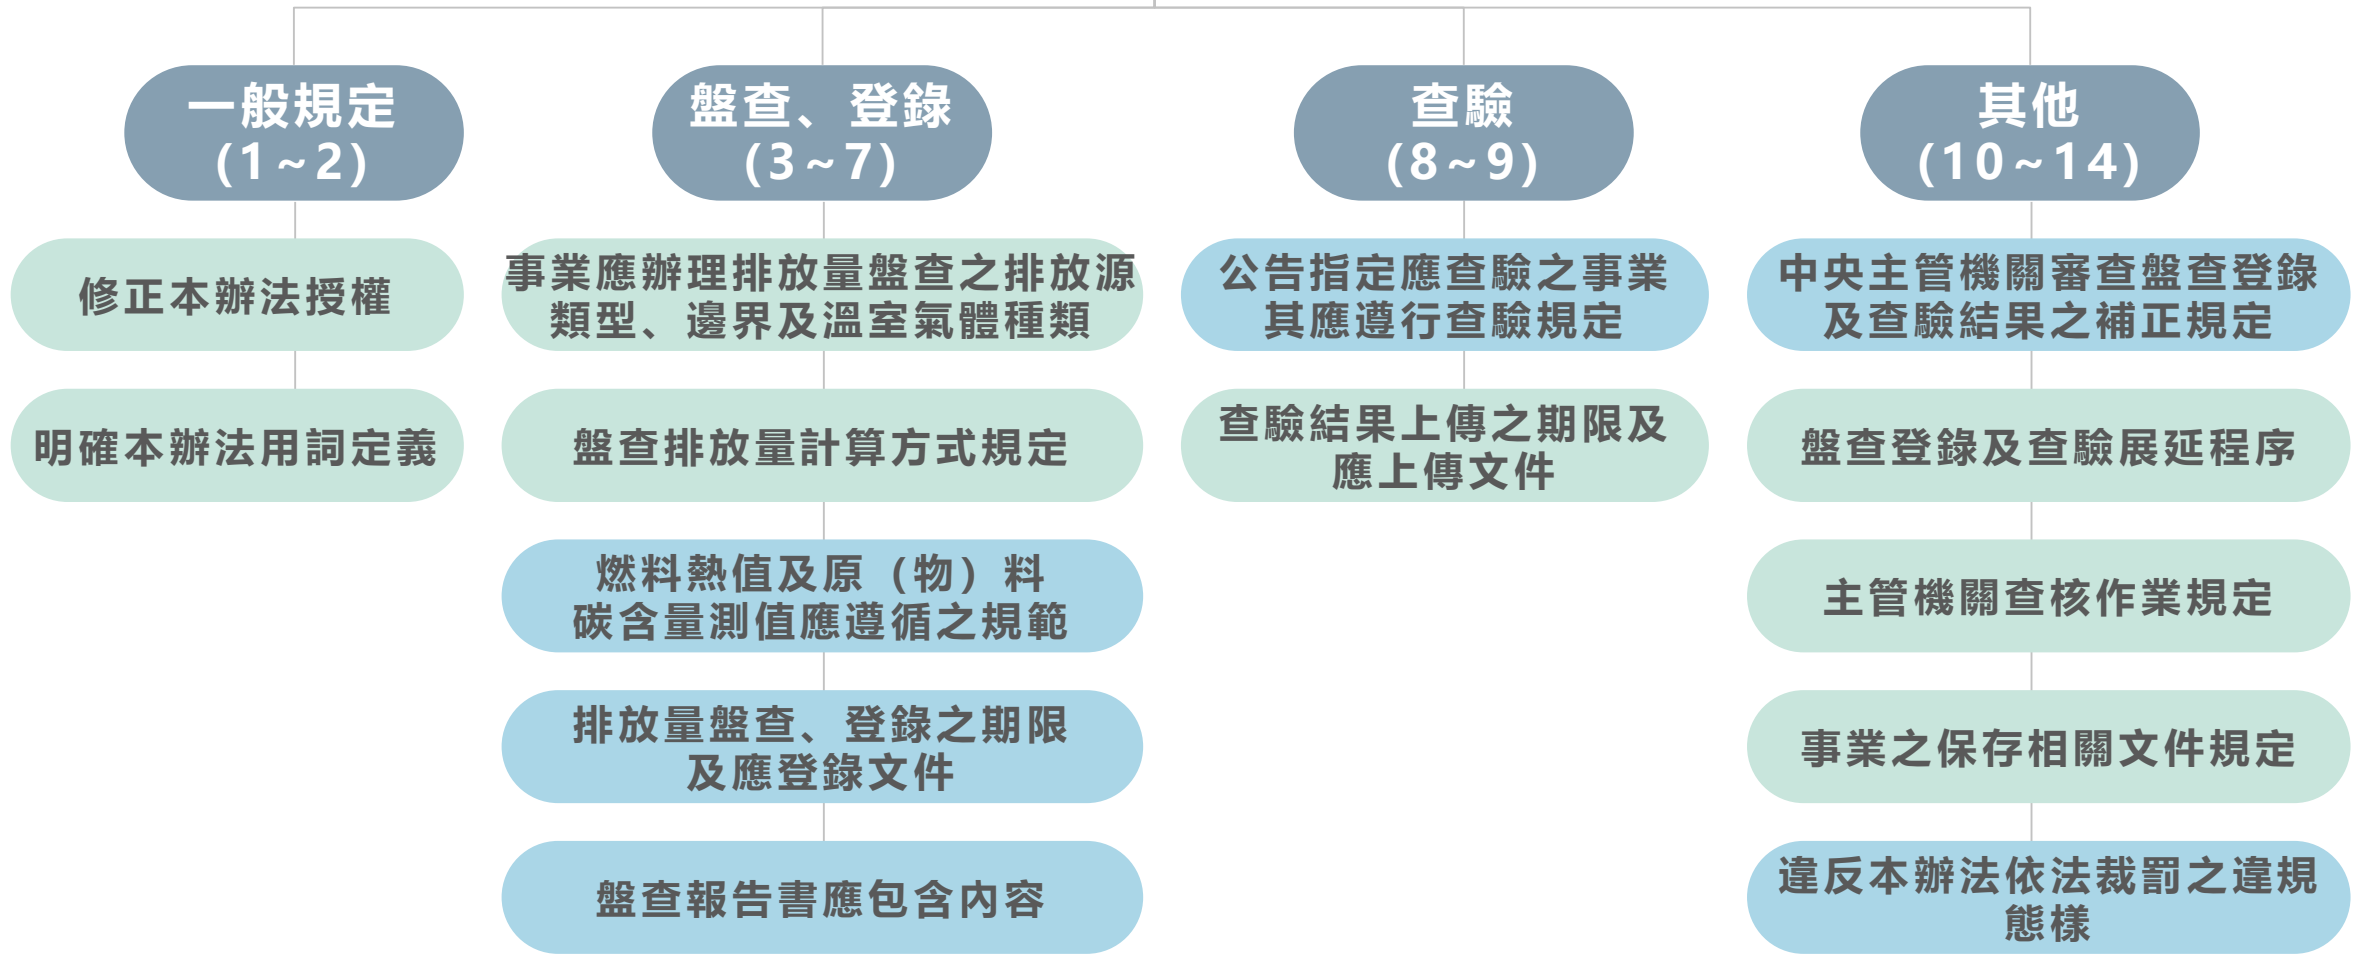 一般規定
(1~2)
修正本辦法授權
明確本辦法用詞定義
盤查、登錄
(3~7)
事業應辦理排放量盤查之排放源
類型、邊界及溫室氣體種類
盤查排放量計算方式規定
燃料熱值及原（物）料
碳含量測值應遵循之規範
排放量盤查、登錄之期限
及應登錄文件
盤查報告書應包含內容
查驗
(8~9)
公告指定應查驗之事業
其應遵行查驗規定
查驗結果上傳之期限及
應上傳文件
其他
(10~14)
中央主管機關審查盤查登錄
及查驗結果之補正規定
盤查登錄及查驗展延程序
主管機關查核作業規定
事業之保存相關文件規定
違反本辦法依法裁罰之違規
態樣